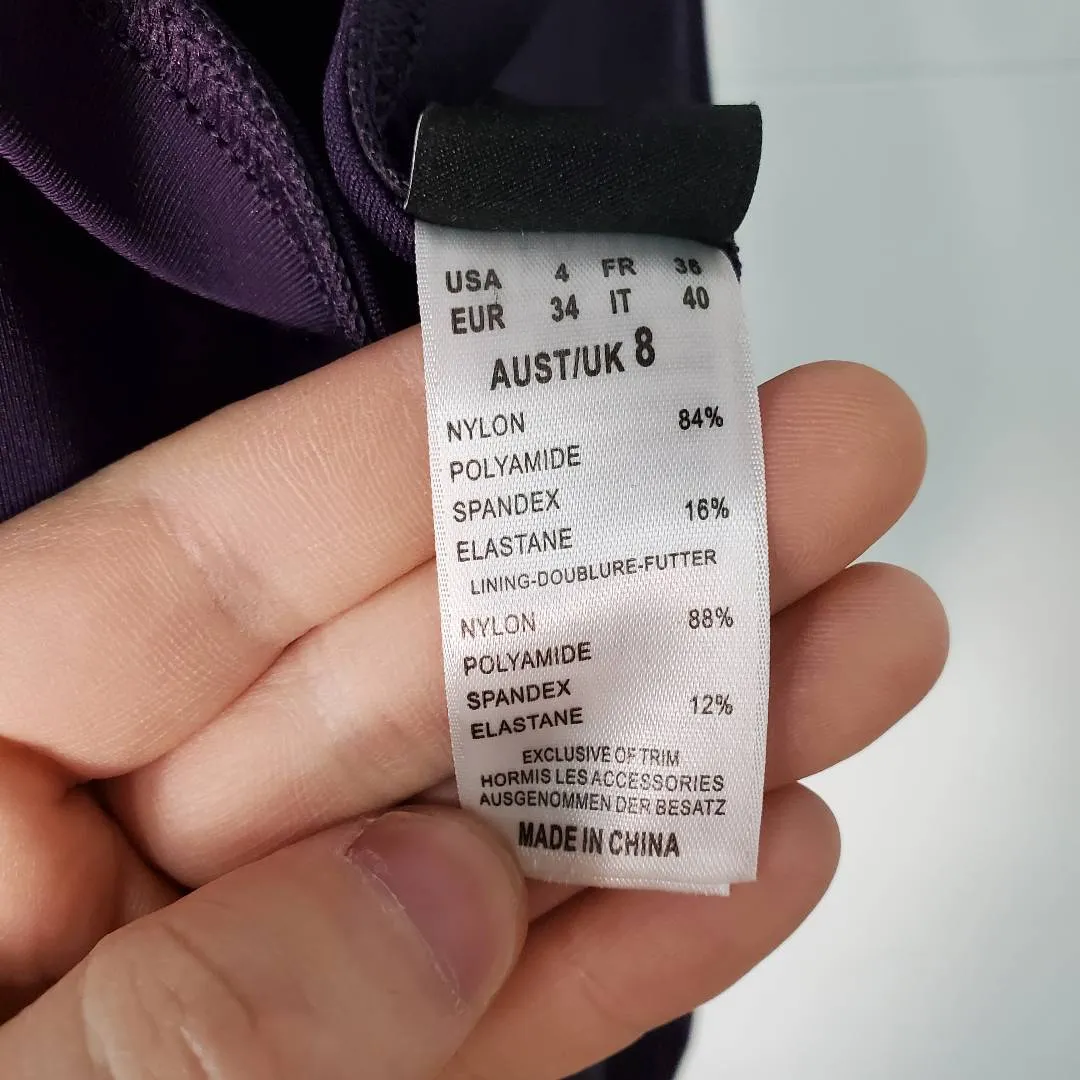 USA 4 FR 36
EUR 34 IT 40
AUST/UK 8
NYLON 84%
POLYAMIDE
SPANDEX 16%
ELASTANE
LINING-DOUBLURE-FUTTER
NYLON 88%
POLYAMIDE
SPANDEX 12%
ELASTANE
EXCLUSIVE OF TRIM
HORMIS LES ACCESSORIES
AUSGENOMMEN DER BESATZ
MADE IN CHINA